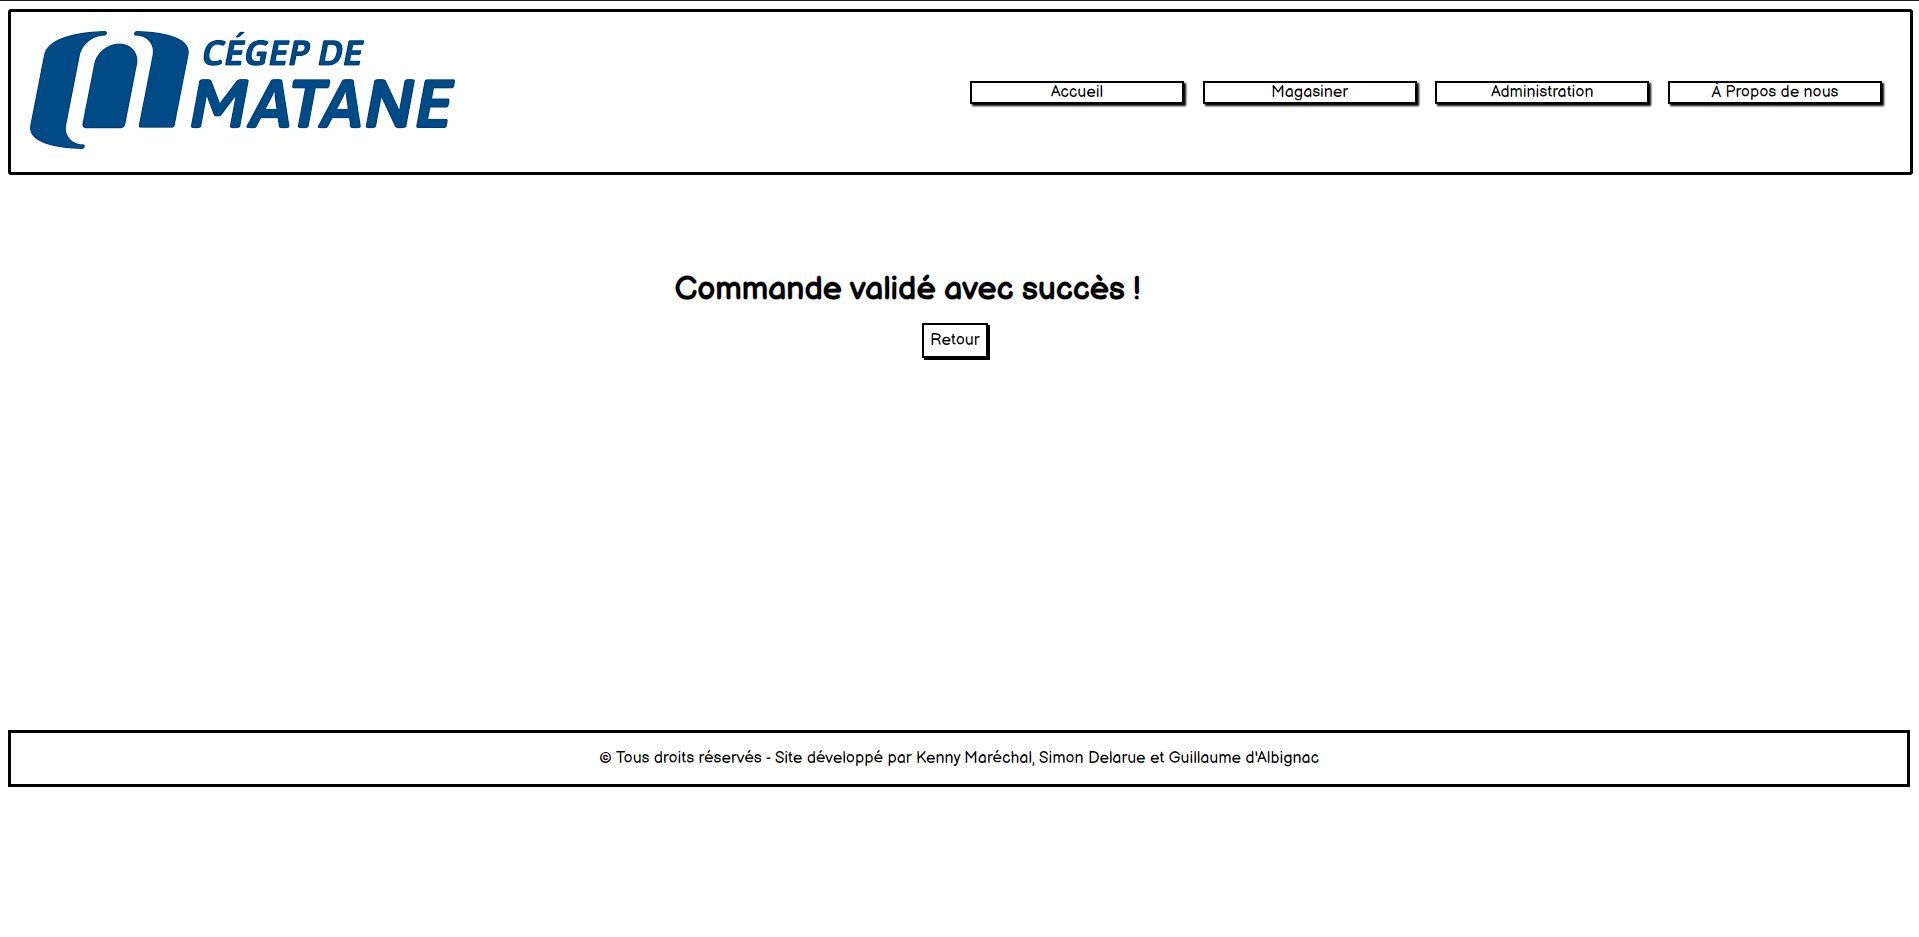 CÉGEP DE
MATANE
Accueil
Magasiner
Administration
À Propos de nous
Commande validé avec succès !
Retour
© Tous droits réservés - Site développé par Kenny Maréchal, Simon Delarue et Guillaume d'Albignac